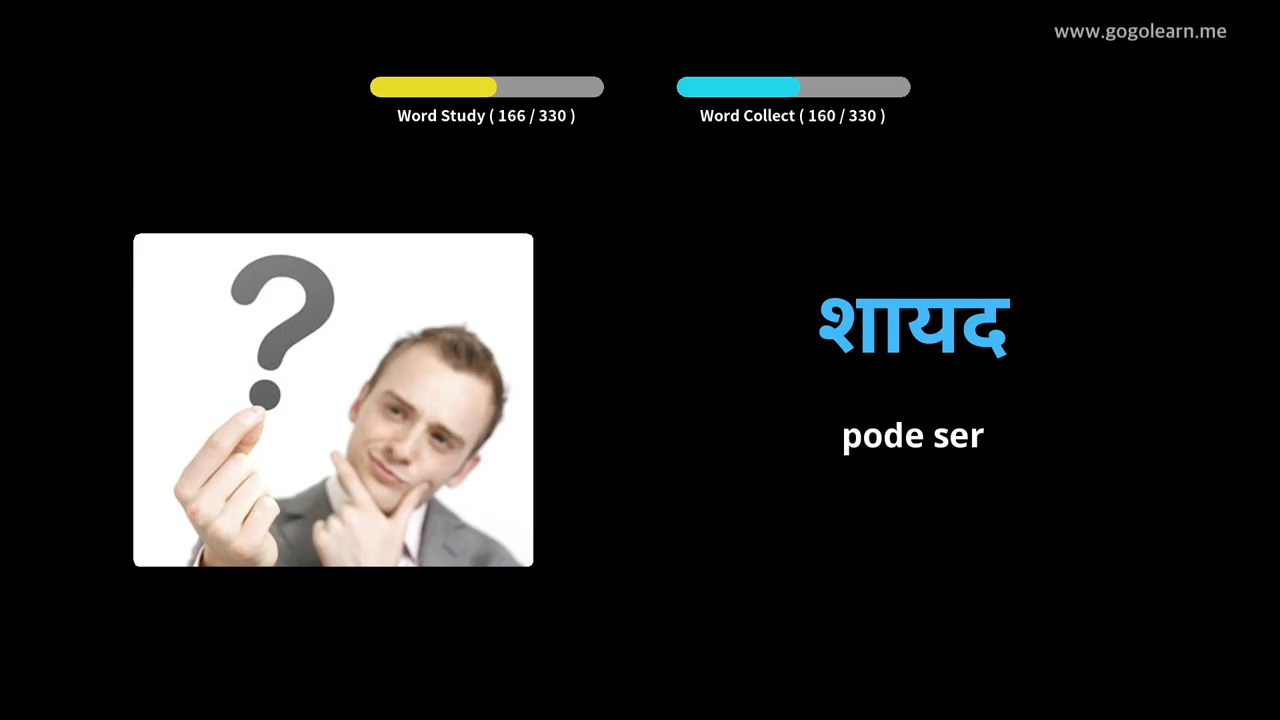 www.gogolearn.me
Word Study ( 166 / 330 )
Word Collect ( 160 / 330 )
?
शायद
pode ser